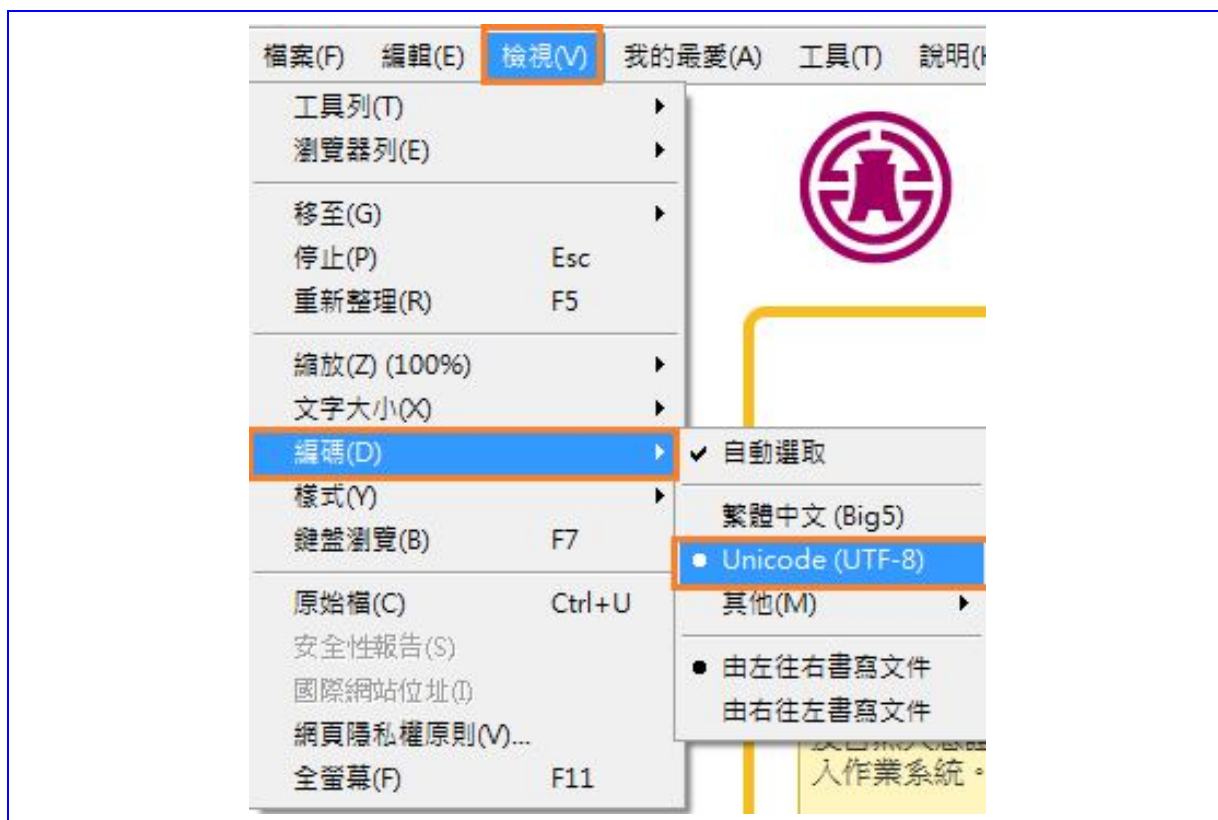 檔案(F) 編輯(E) 檢視(V) 我的最愛(A) 工具(T) 說明(
工具列(T)
瀏覽器列(E)
移至(G)
停止(P) Esc
重新整理(R) F5
縮放(Z) (100%)
文字大小(X)
編碼(D)
樣式(Y)
鍵盤瀏覽(B) F7
原始檔(C) Ctrl+U
安全性報告(S)
國際網站位址(I)
網頁隱私權原則(V)...
全螢幕(F) F11
自動選取
繁體中文 (Big5)
Unicode (UTF-8)
其他(M)
由左往右書寫文件
由右往左書寫文件
入作業系統。